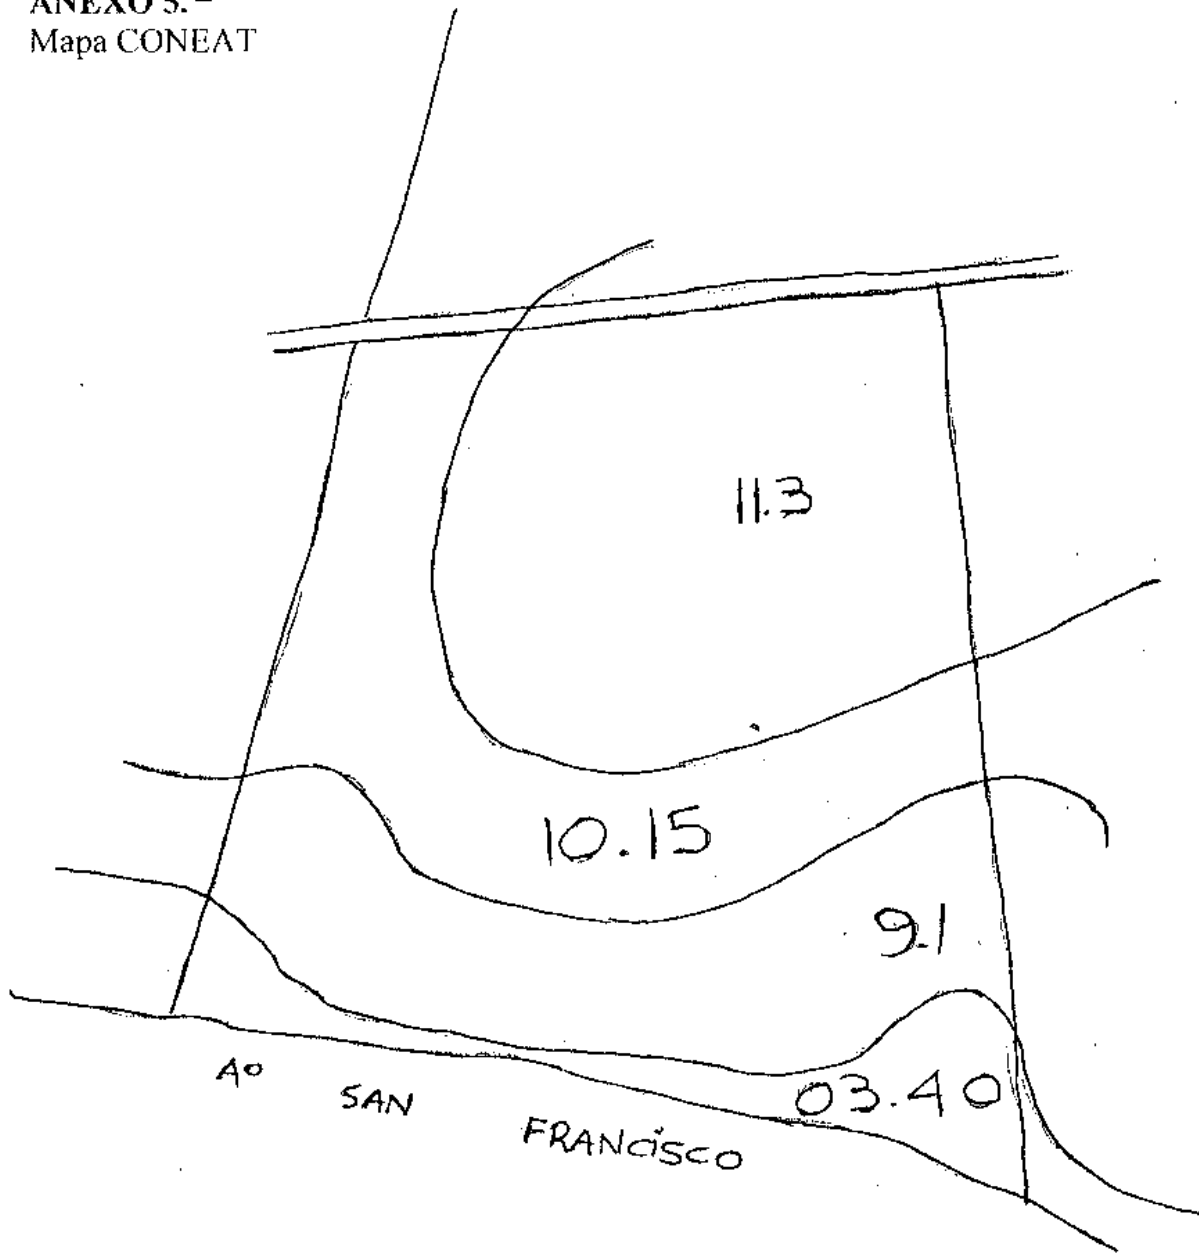 ANEXO 5. –
Mapa CONEAT
11.3
10.15
9.1
03.40
Aº SAN FRANCISCO